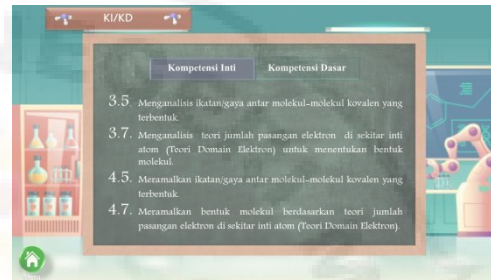 KI/KD
Kompetensi Inti
Kompetensi Dasar
3.5. Menganalisis ikatan/gaya antar molekul-molekul kovalen yang
terbentuk.
3.7. Menganalisis teori jumlah pasangan elektron di sekitar inti
atom (Teori Domain Elektron) untuk menentukan bentuk
molekul.
4.5. Meramalkan ikatan/gaya antar molekul-molekul kovalen yang
terbentuk.
4.7. Meramalkan bentuk molekul berdasarkan teori jumlah
pasangan elektron di sekitar inti atom (Teori Domain Elektron).